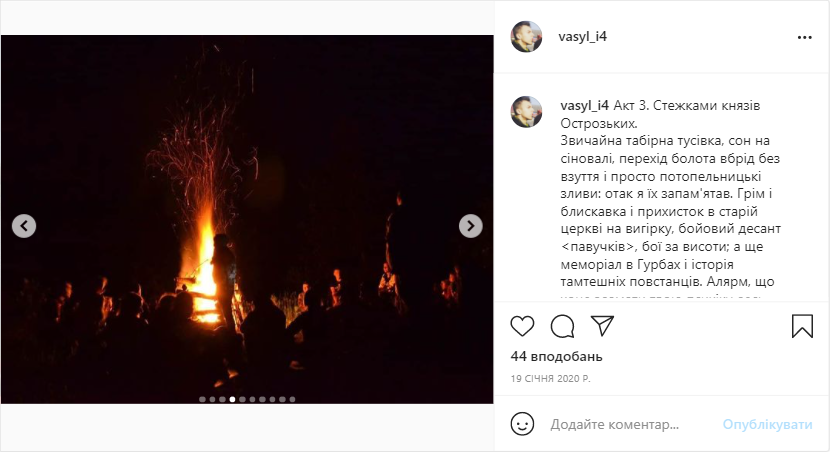 vasyl_i4
vasyl_i4 Акт 3. Стежками князів
Острозьких.
Звичайна табірна тусівка, сон на
сіновалі, перехід болота вбрід без
взуття і просто потопельницькі
зливи: отак я їх запам'ятав. Грім і
блискавка і прихисток в старій
церкві на вигірку, бойовий десант
<павучків>, бої за висоти; а ще
меморіал в Гурбах і історія
тамтешніх повстанців. Алярм, що
44 вподобань
19 СІЧНЯ 2020 Р.
Додайте коментар...
Опублікувати